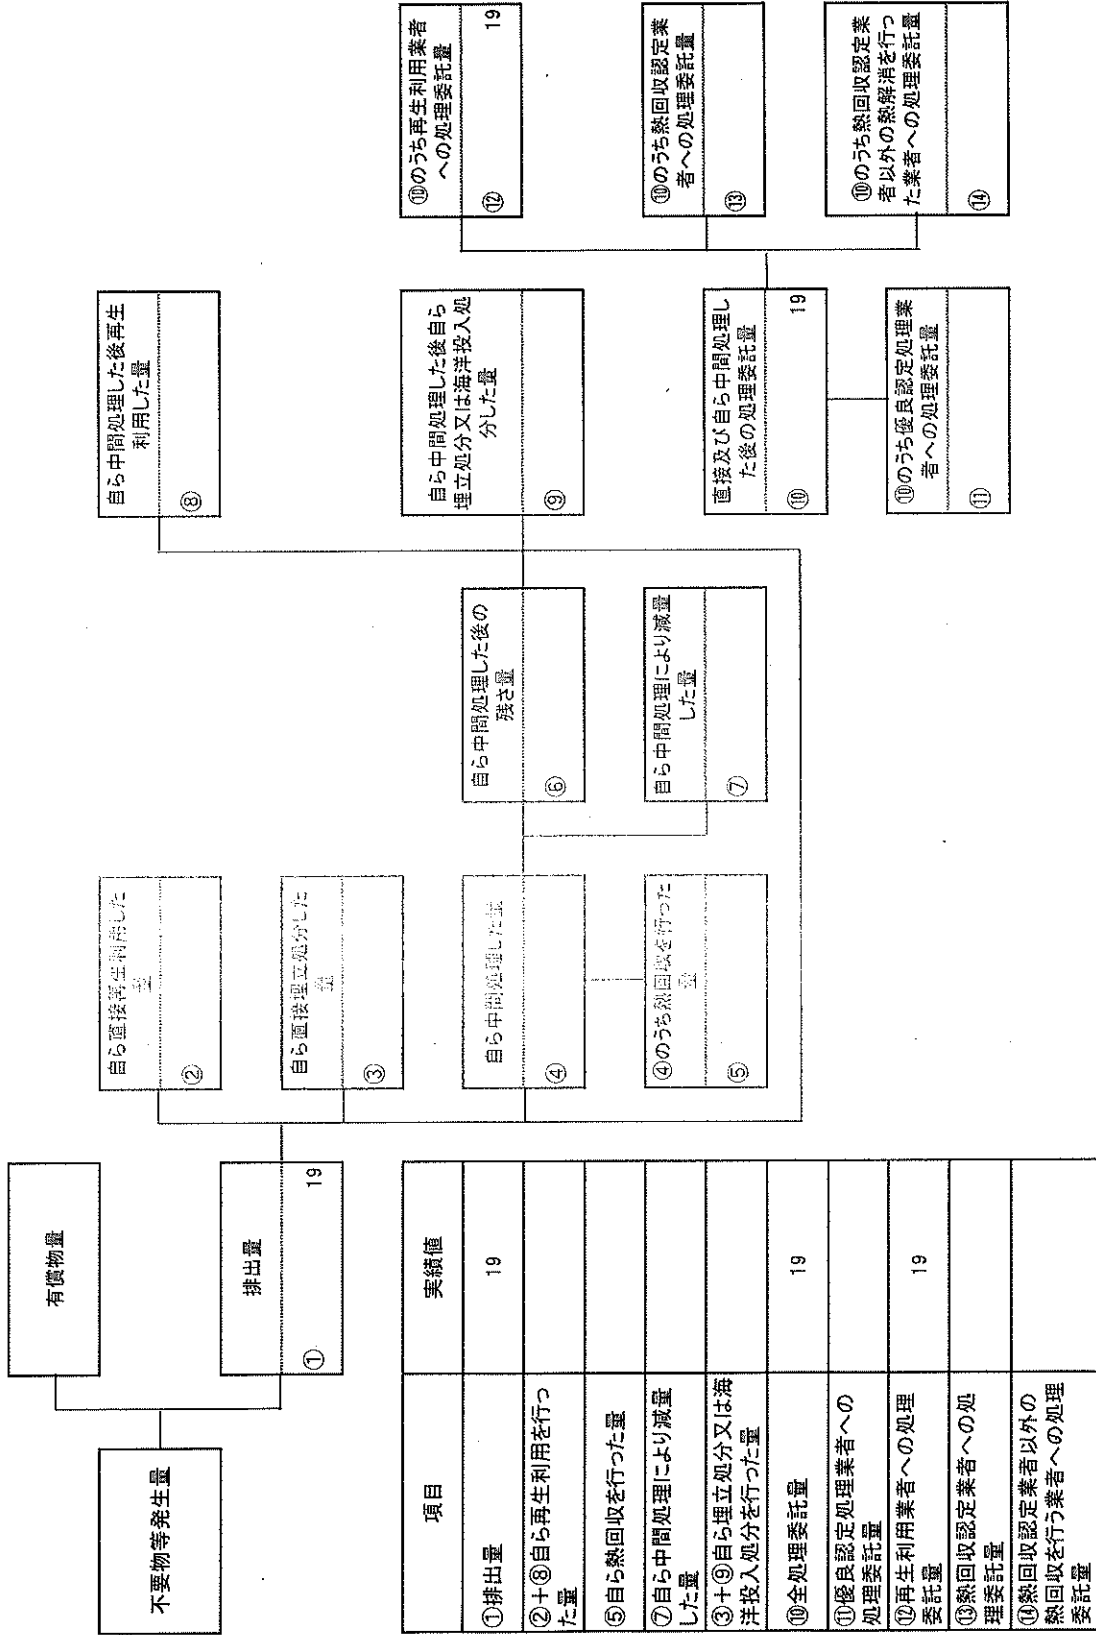 不要物等発生量
有償物量
排出量
①
19
自ら直接再生利用した
量
②
自ら直接埋立処分した
量
③
自ら中間処理した量
④
④のうち熱回収を行った
量
⑤
自ら中間処理した後の
残さ量
⑥
自ら中間処理により減量
した量
⑦
自ら中間処理した後再生
利用した量
⑧
自ら中間処理した後自ら
埋立処分又は海洋投入処
分した量
⑨
直接及び自ら中間処理し
た後の処理委託量
⑩
19
⑩のうち優良認定処理業
者への処理委託量
⑪
⑩のうち再生利用業者
への処理委託量
⑫
19
⑩のうち熱回収認定業
者への処理委託量
⑬
⑩のうち熱回収認定業
者以外の熱解消を行っ
た業者への処理委託量
⑭
項目
実績値
①排出量
19
②＋⑧自ら再生利用を行っ
た量
⑤自ら熱回収を行った量
⑦自ら中間処理により減量
した量
③＋⑨自ら埋立処分又は海
洋投入処分を行った量
⑩全処理委託量
19
⑪優良認定処理業者への
処理委託量
⑫再生利用業者への処理
委託量
19
⑬熱回収認定業者への処
理委託量
⑭熱回収認定業者以外の
熱回収を行う業者への処理
委託量